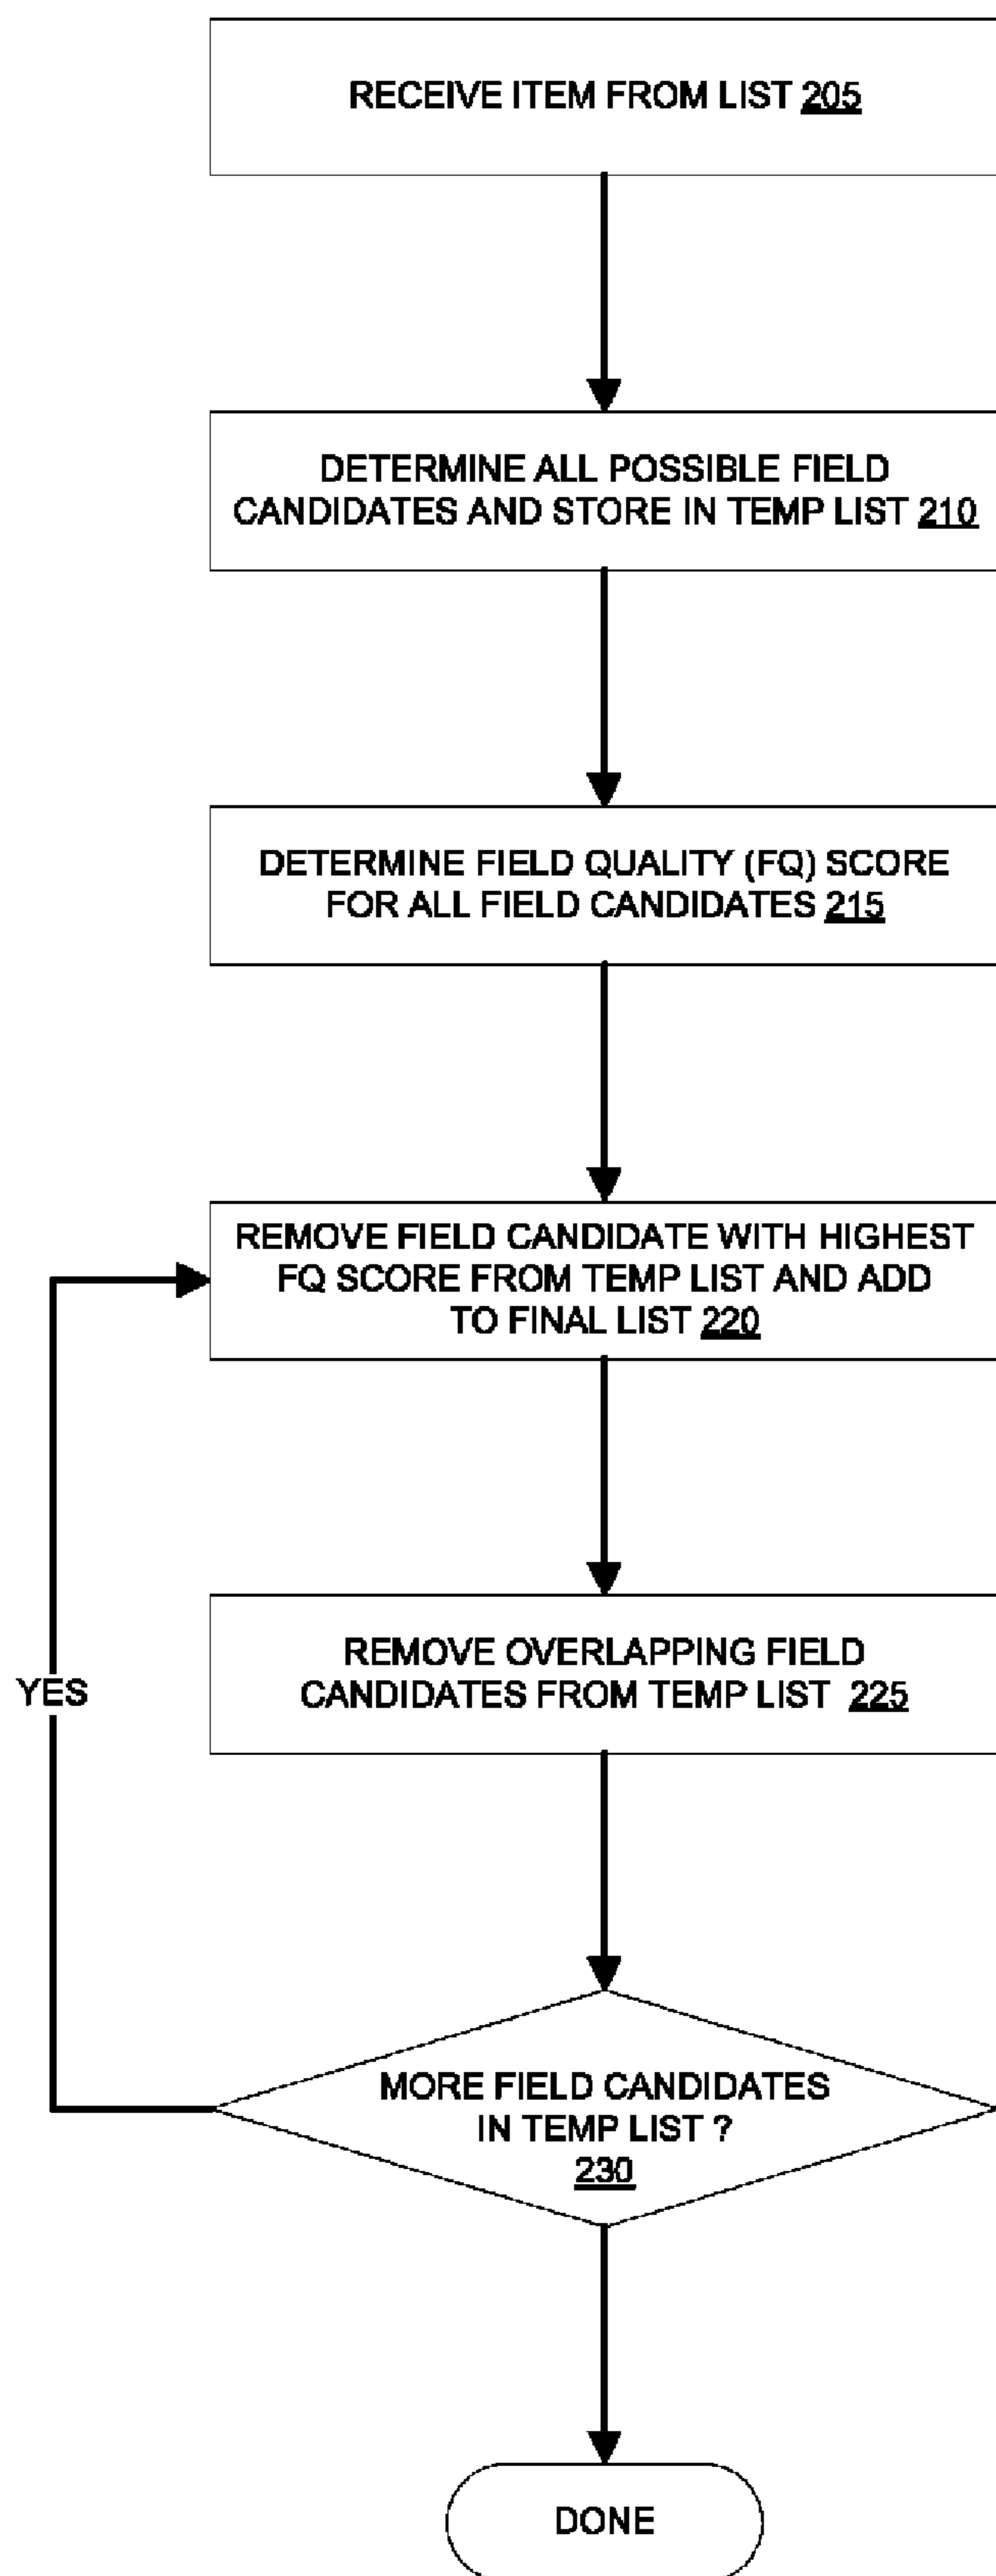 RECEIVE ITEM FROM LIST 205
DETERMINE ALL POSSIBLE FIELD
CANDIDATES AND STORE IN TEMP LIST 210
DETERMINE FIELD QUALITY (FQ) SCORE
FOR ALL FIELD CANDIDATES 215
REMOVE FIELD CANDIDATE WITH HIGHEST
FQ SCORE FROM TEMP LIST AND ADD
TO FINAL LIST 220
REMOVE OVERLAPPING FIELD
CANDIDATES FROM TEMP LIST 225
YES
MORE FIELD CANDIDATES
IN TEMP LIST ?
230
DONE